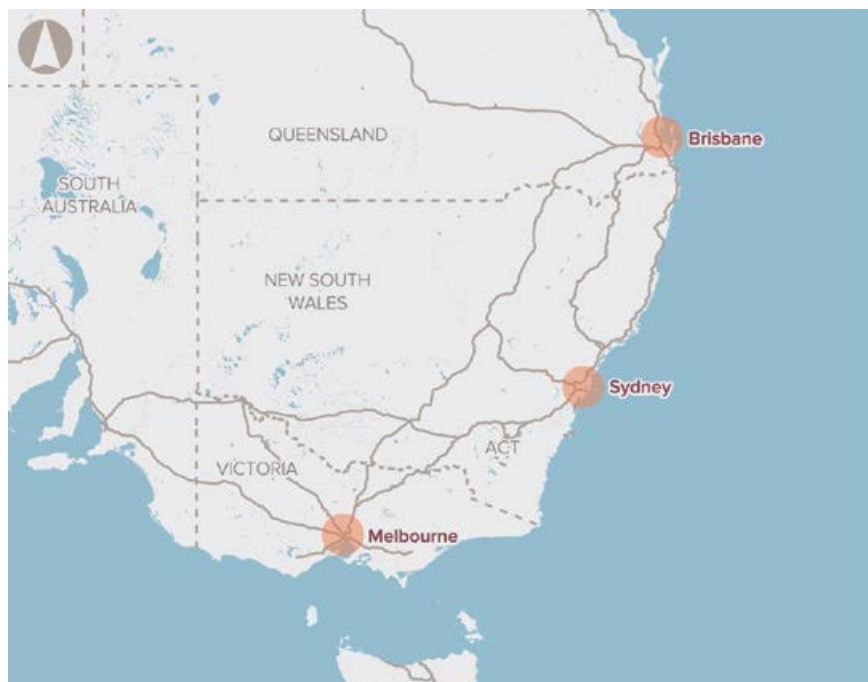 QUEENSLAND
Brisbane
SOUTH
AUSTRALIA
NEW SOUTH
WALES
Sydney
ACT
VICTORIA
Melbourne